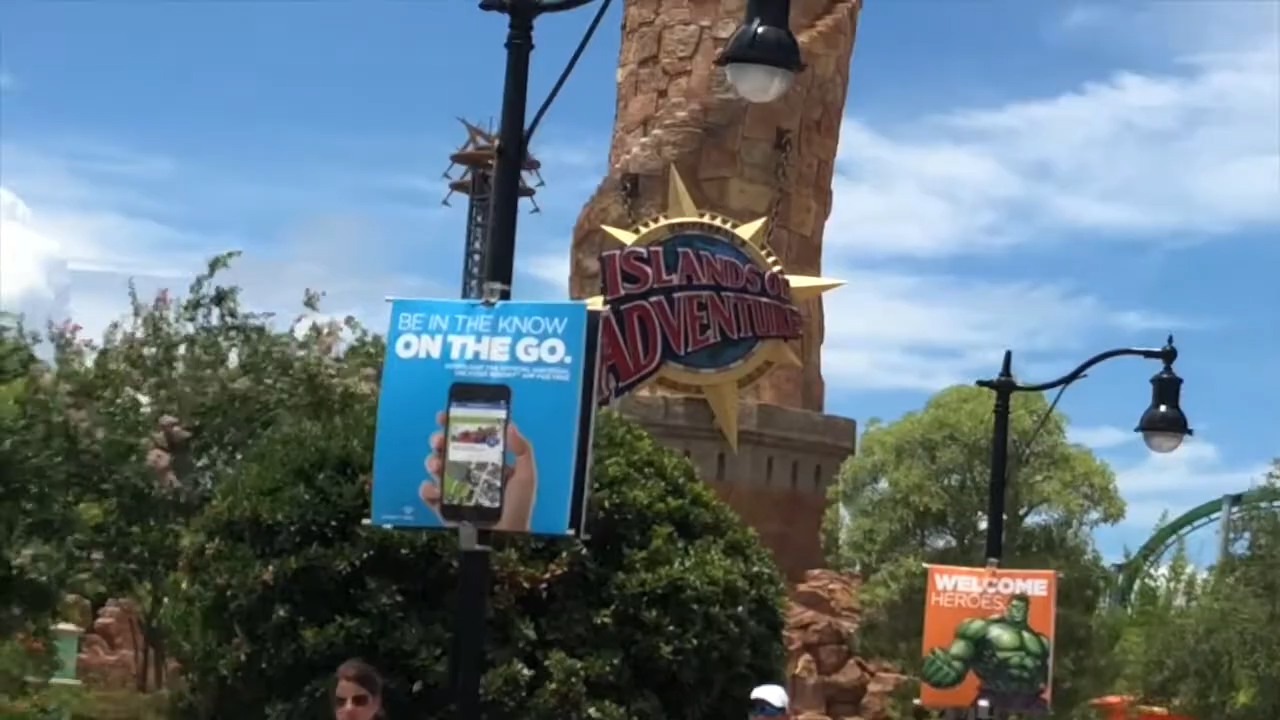 BE IN THE KNOW
ON THE GO.
ISLANDS OF
ADVENTURE
WELCOME
HEROES